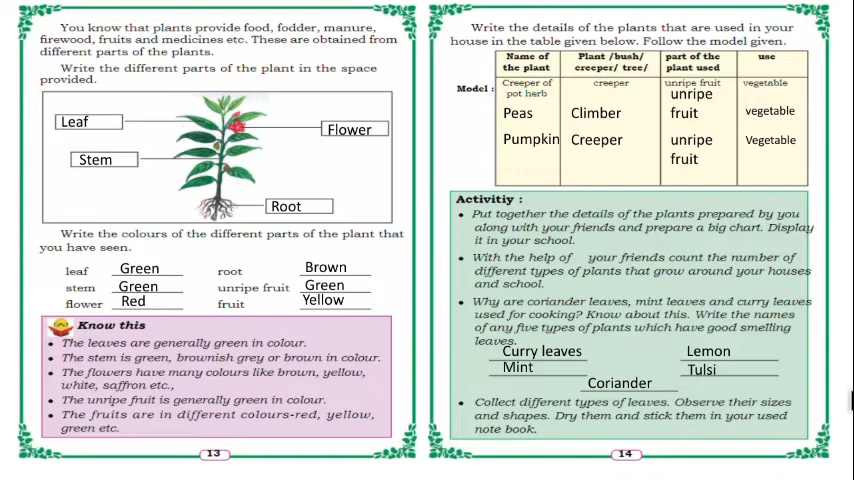 You know that plants provide food, fodder, manure,
firewood, fruits and medicines etc. These are obtained from
different parts of the plants.
Write the different parts of the plant in the space
provided.
Leaf
Flower
Stem
Root
Write the colours of the different parts of the plant that
you have seen.
leaf Green root Brown
stem Green unripe fruit Green
flower Red fruit Yellow
Know this
• The leaves are generally green in colour.
• The stem is green, brownish grey or brown in colour.
• The flowers have many colours like brown, yellow,
white, saffron etc.,
• The unripe fruit is generally green in colour.
• The fruits are in different colours-red, yellow,
green etc.
13
Write the details of the plants that are used in your
house in the table given below. Follow the model given.
Name of the plant Plant /bush/ creeper/ tree/ part of the plant used use
Model : Creeper of pot herb creeper unripe fruit vegetable
Peas Climber unripe fruit vegetable
Pumpkin Creeper unripe fruit Vegetable
Activitiy :
• Put together the details of the plants prepared by you
along with your friends and prepare a big chart. Display
it in your school.
• With the help of your friends count the number of
different types of plants that grow around your houses
and school.
• Why are coriander leaves, mint leaves and curry leaves
used for cooking? Know about this. Write the names
of any five types of plants which have good smelling
leaves.
Curry leaves Lemon
Mint Tulsi
Coriander
• Collect different types of leaves. Observe their sizes
and shapes. Dry them and stick them in your used
note book.
14